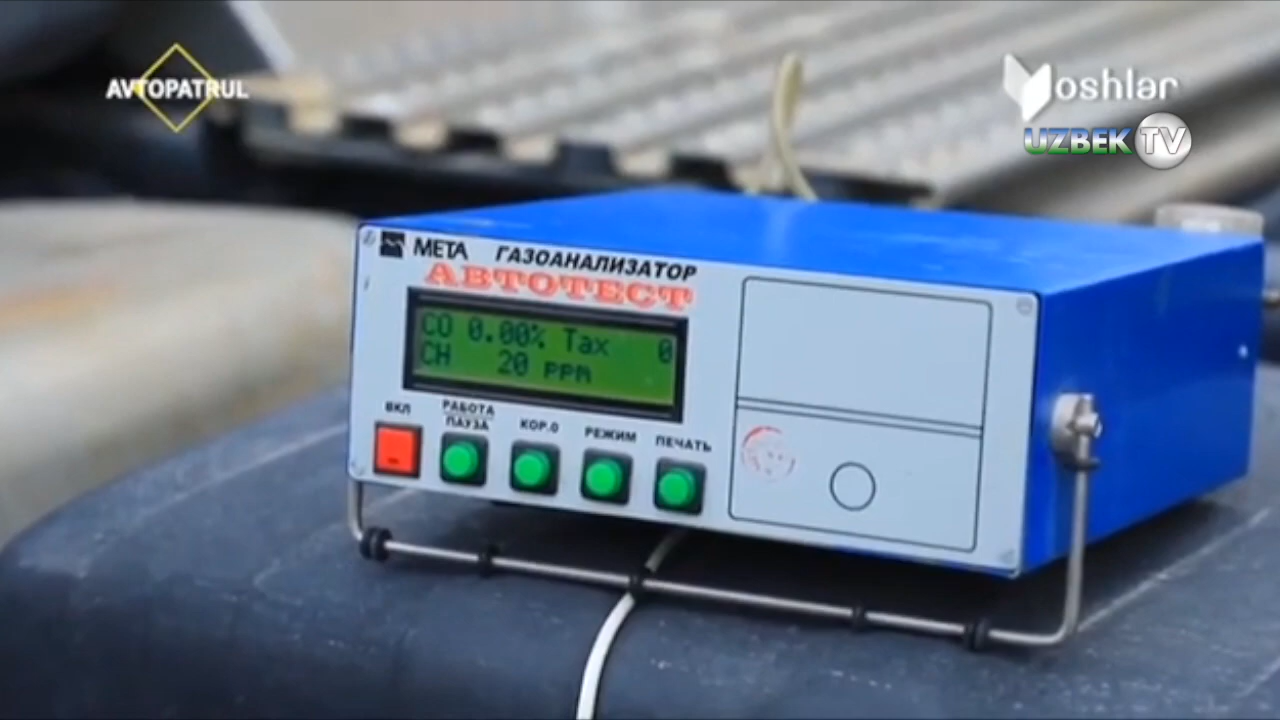 AVTOPATRUL
Yoshlar
UZBEK TV
META ГАЗОАНАЛИЗАТОР
АВТОТЕСТ
CO 0.00% Tax 0
CH 20 ppm
ВКЛ
РАБОТА
ПАУЗА
КОР.0
РЕЖИМ
ПЕЧАТЬ